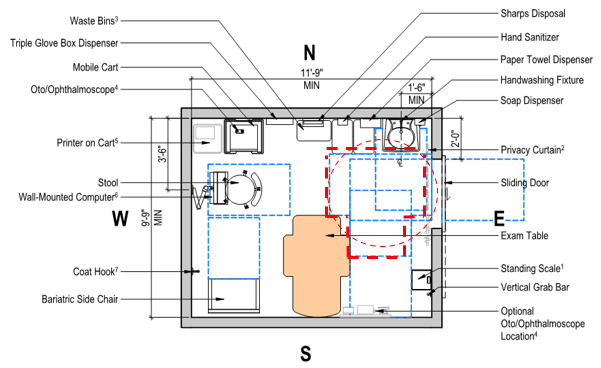 Waste Bins³
Triple Glove Box Dispenser
Mobile Cart
Oto/Ophthalmoscope⁴
Printer on Cart⁵
Stool
Wall-Mounted Computer⁶
W
Coat Hook⁷
Bariatric Side Chair
N
11'-9"
MIN
1'-6"
MIN
3'-6"
9'-9"
MIN
2'-0"
S
Sharps Disposal
Hand Sanitizer
Paper Towel Dispenser
Handwashing Fixture
Soap Dispenser
Privacy Curtain²
Sliding Door
E
Exam Table
Standing Scale¹
Vertical Grab Bar
Optional
Oto/Ophthalmoscope
Location⁴